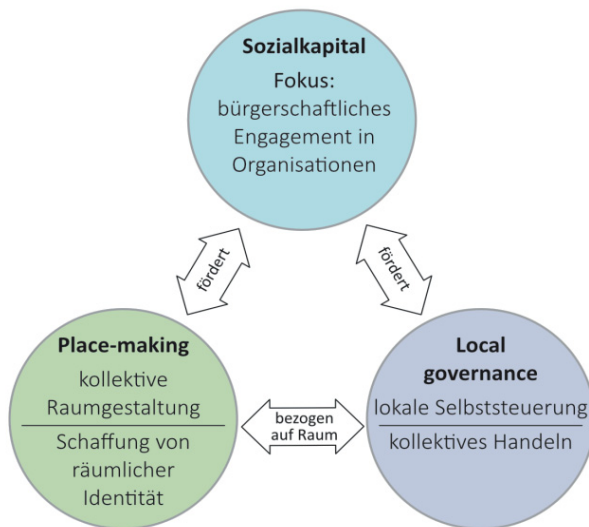 Sozialkapital
Fokus:
bürgerschaftliches
Engagement in
Organisationen
fördert
fördert
Place-making
kollektive
Raumgestaltung
Schaffung von
räumlicher
Identität
bezogen
auf Raum
Local
governance
lokale Selbststeuerung
kollektives Handeln